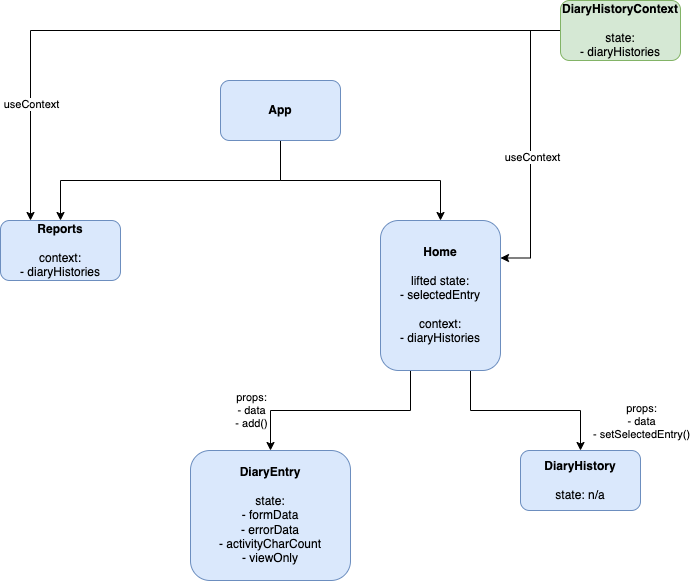 DiaryHistoryContext
state:
- diaryHistories
useContext
App
useContext
Reports
context:
- diaryHistories
Home
lifted state:
- selectedEntry
context:
- diaryHistories
props:
- data
- add()
props:
- data
- setSelectedEntry()
DiaryEntry
state:
- formData
- errorData
- activityCharCount
- viewOnly
DiaryHistory
state: n/a